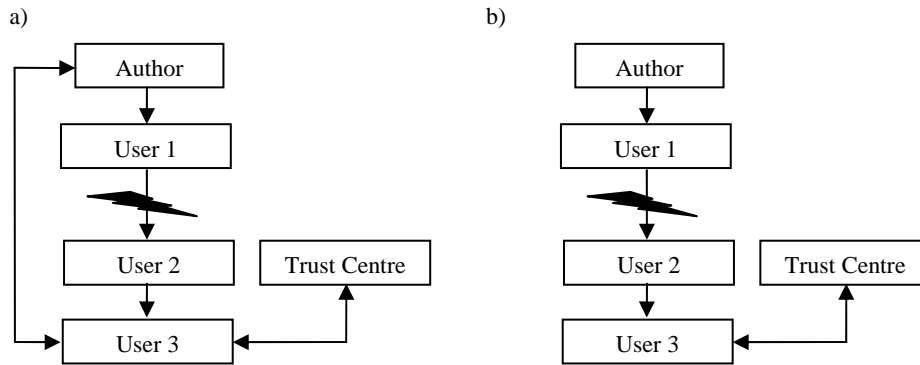 a)
Author
User 1
User 2
Trust Centre
User 3
b)
Author
User 1
User 2
Trust Centre
User 3